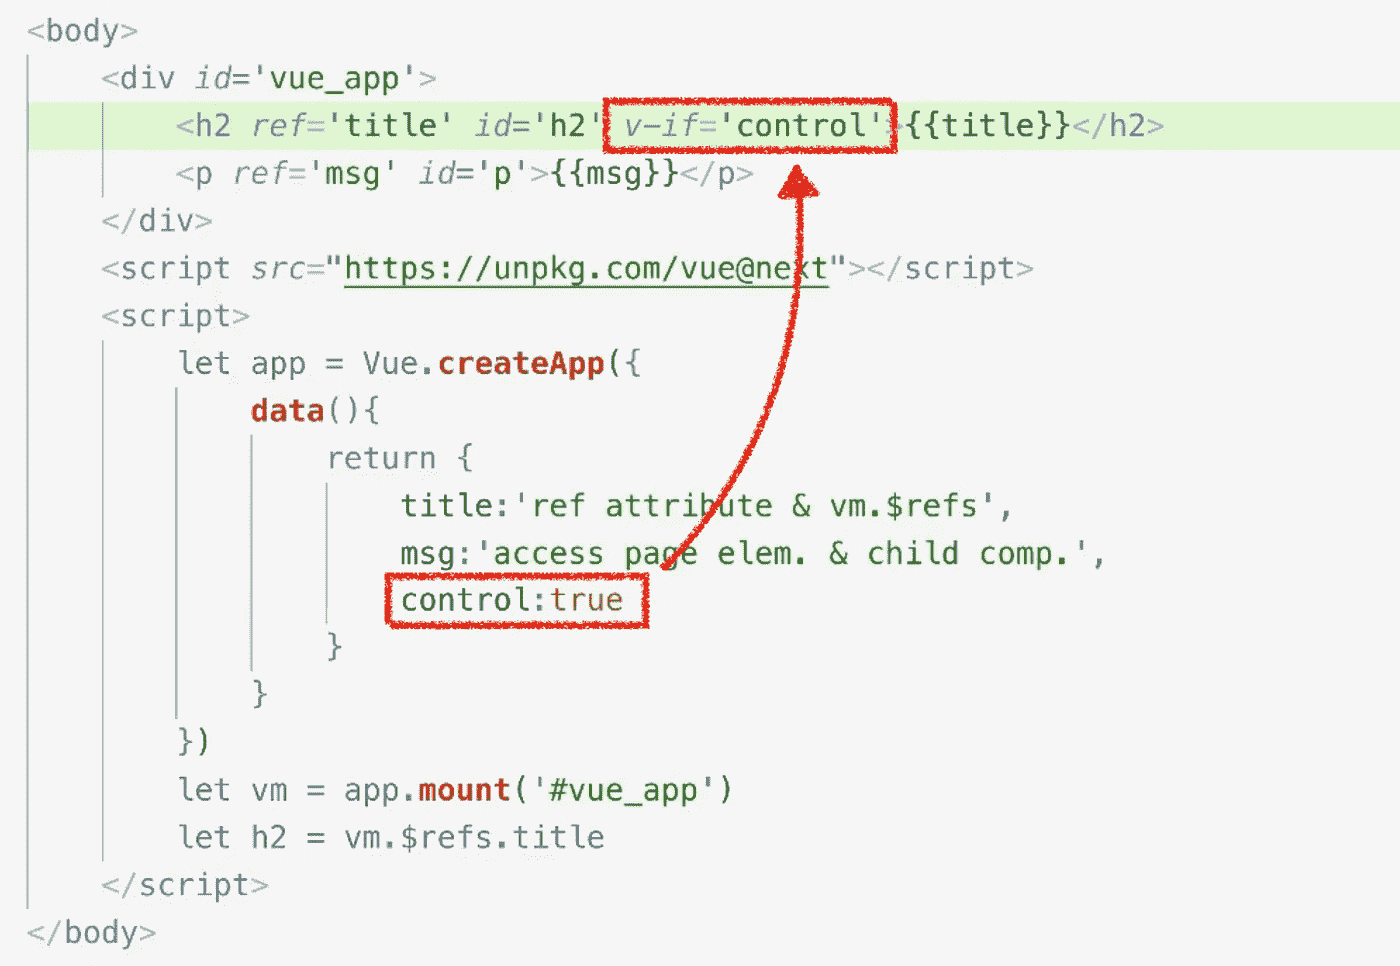 <body>
<div id='vue_app'>
<h2 ref='title' id='h2' v-if='control'>{{title}}</h2>
<p ref='msg' id='p'>{{msg}}</p>
</div>
<script src="https://unpkg.com/vue@next"></script>
<script>
let app = Vue.createApp({
data(){
return {
title:'ref attribute & vm.$refs',
msg:'access page elem. & child comp.',
control:true
}
}
})
let vm = app.mount('#vue_app')
let h2 = vm.$refs.title
</script>
</body>